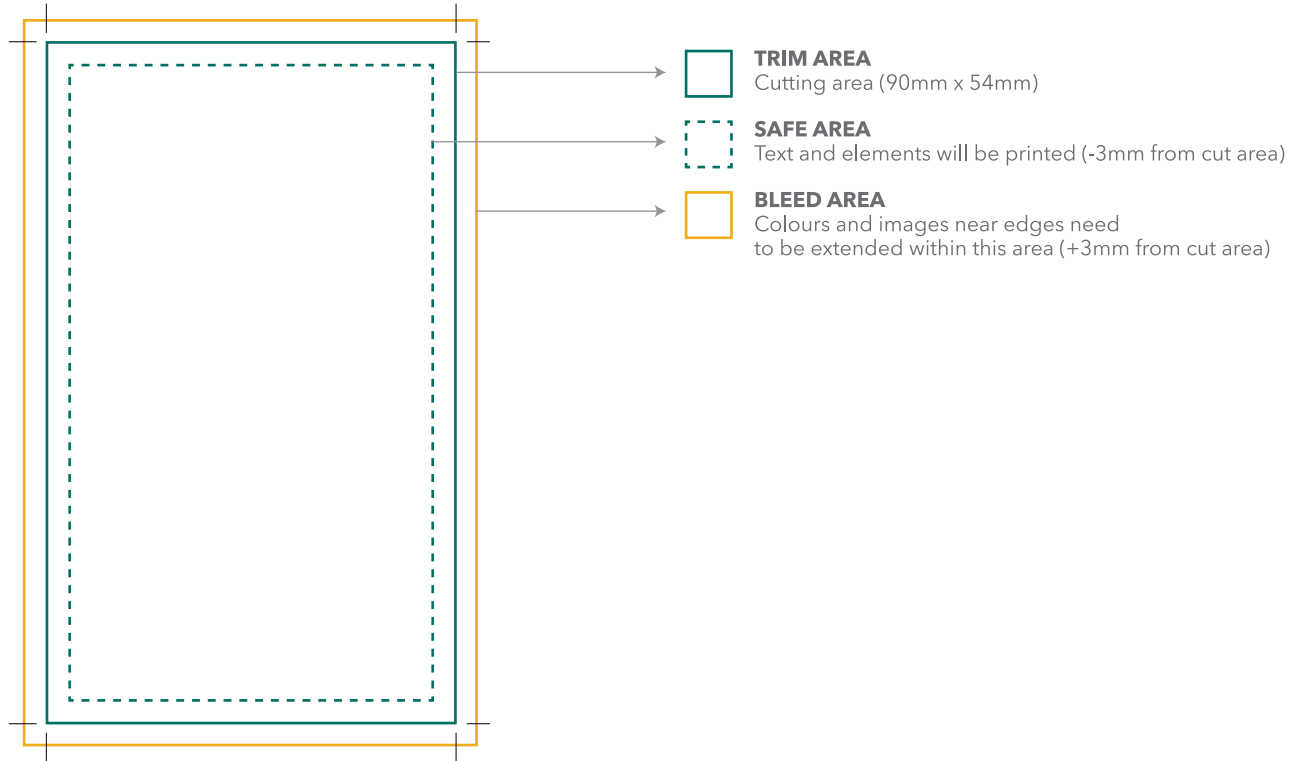 TRIM AREA
Cutting area (90mm x 54mm)
SAFE AREA
Text and elements will be printed (-3mm from cut area)
BLEED AREA
Colours and images near edges need
to be extended within this area (+3mm from cut area)